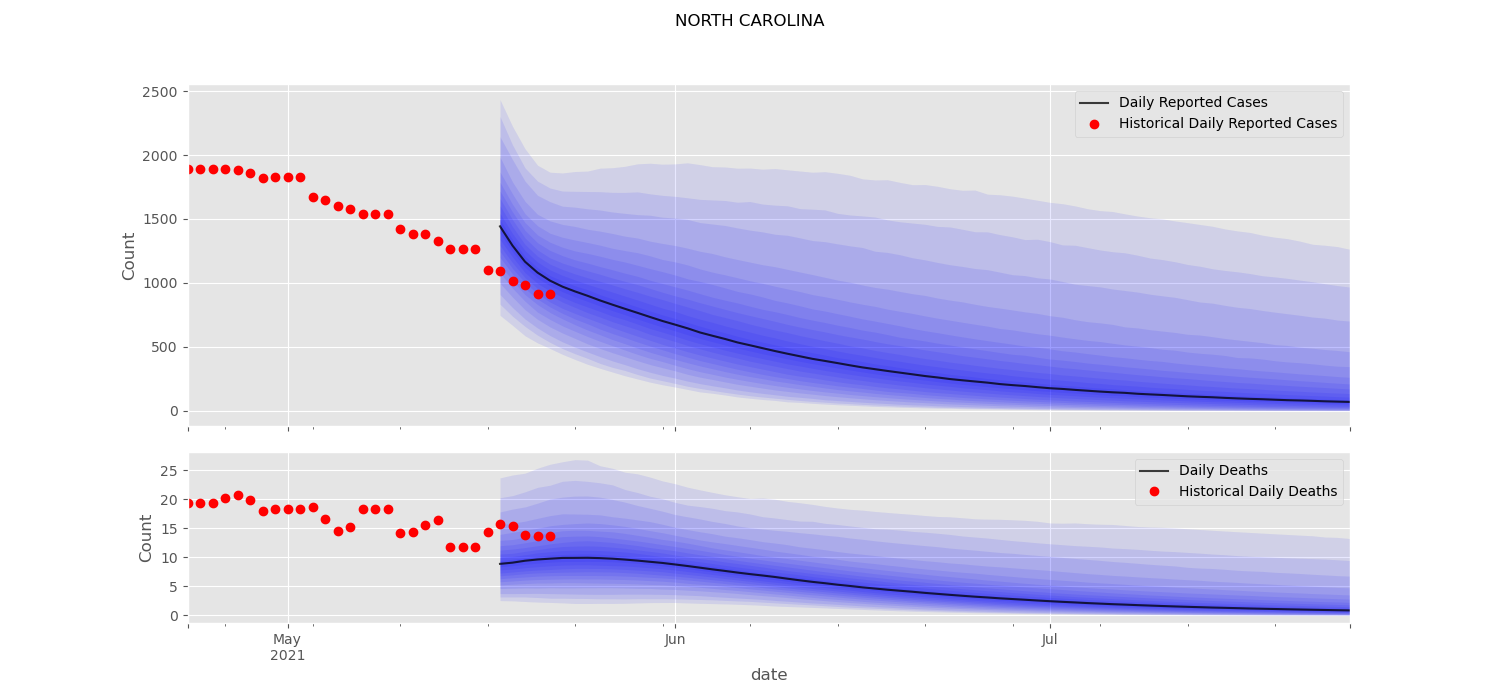 NORTH CAROLINA
2500
2000
1500
1000
500
0
Count
Daily Reported Cases
Historical Daily Reported Cases
25
20
15
10
5
0
Count
Daily Deaths
Historical Daily Deaths
May
2021
Jun
Jul
date